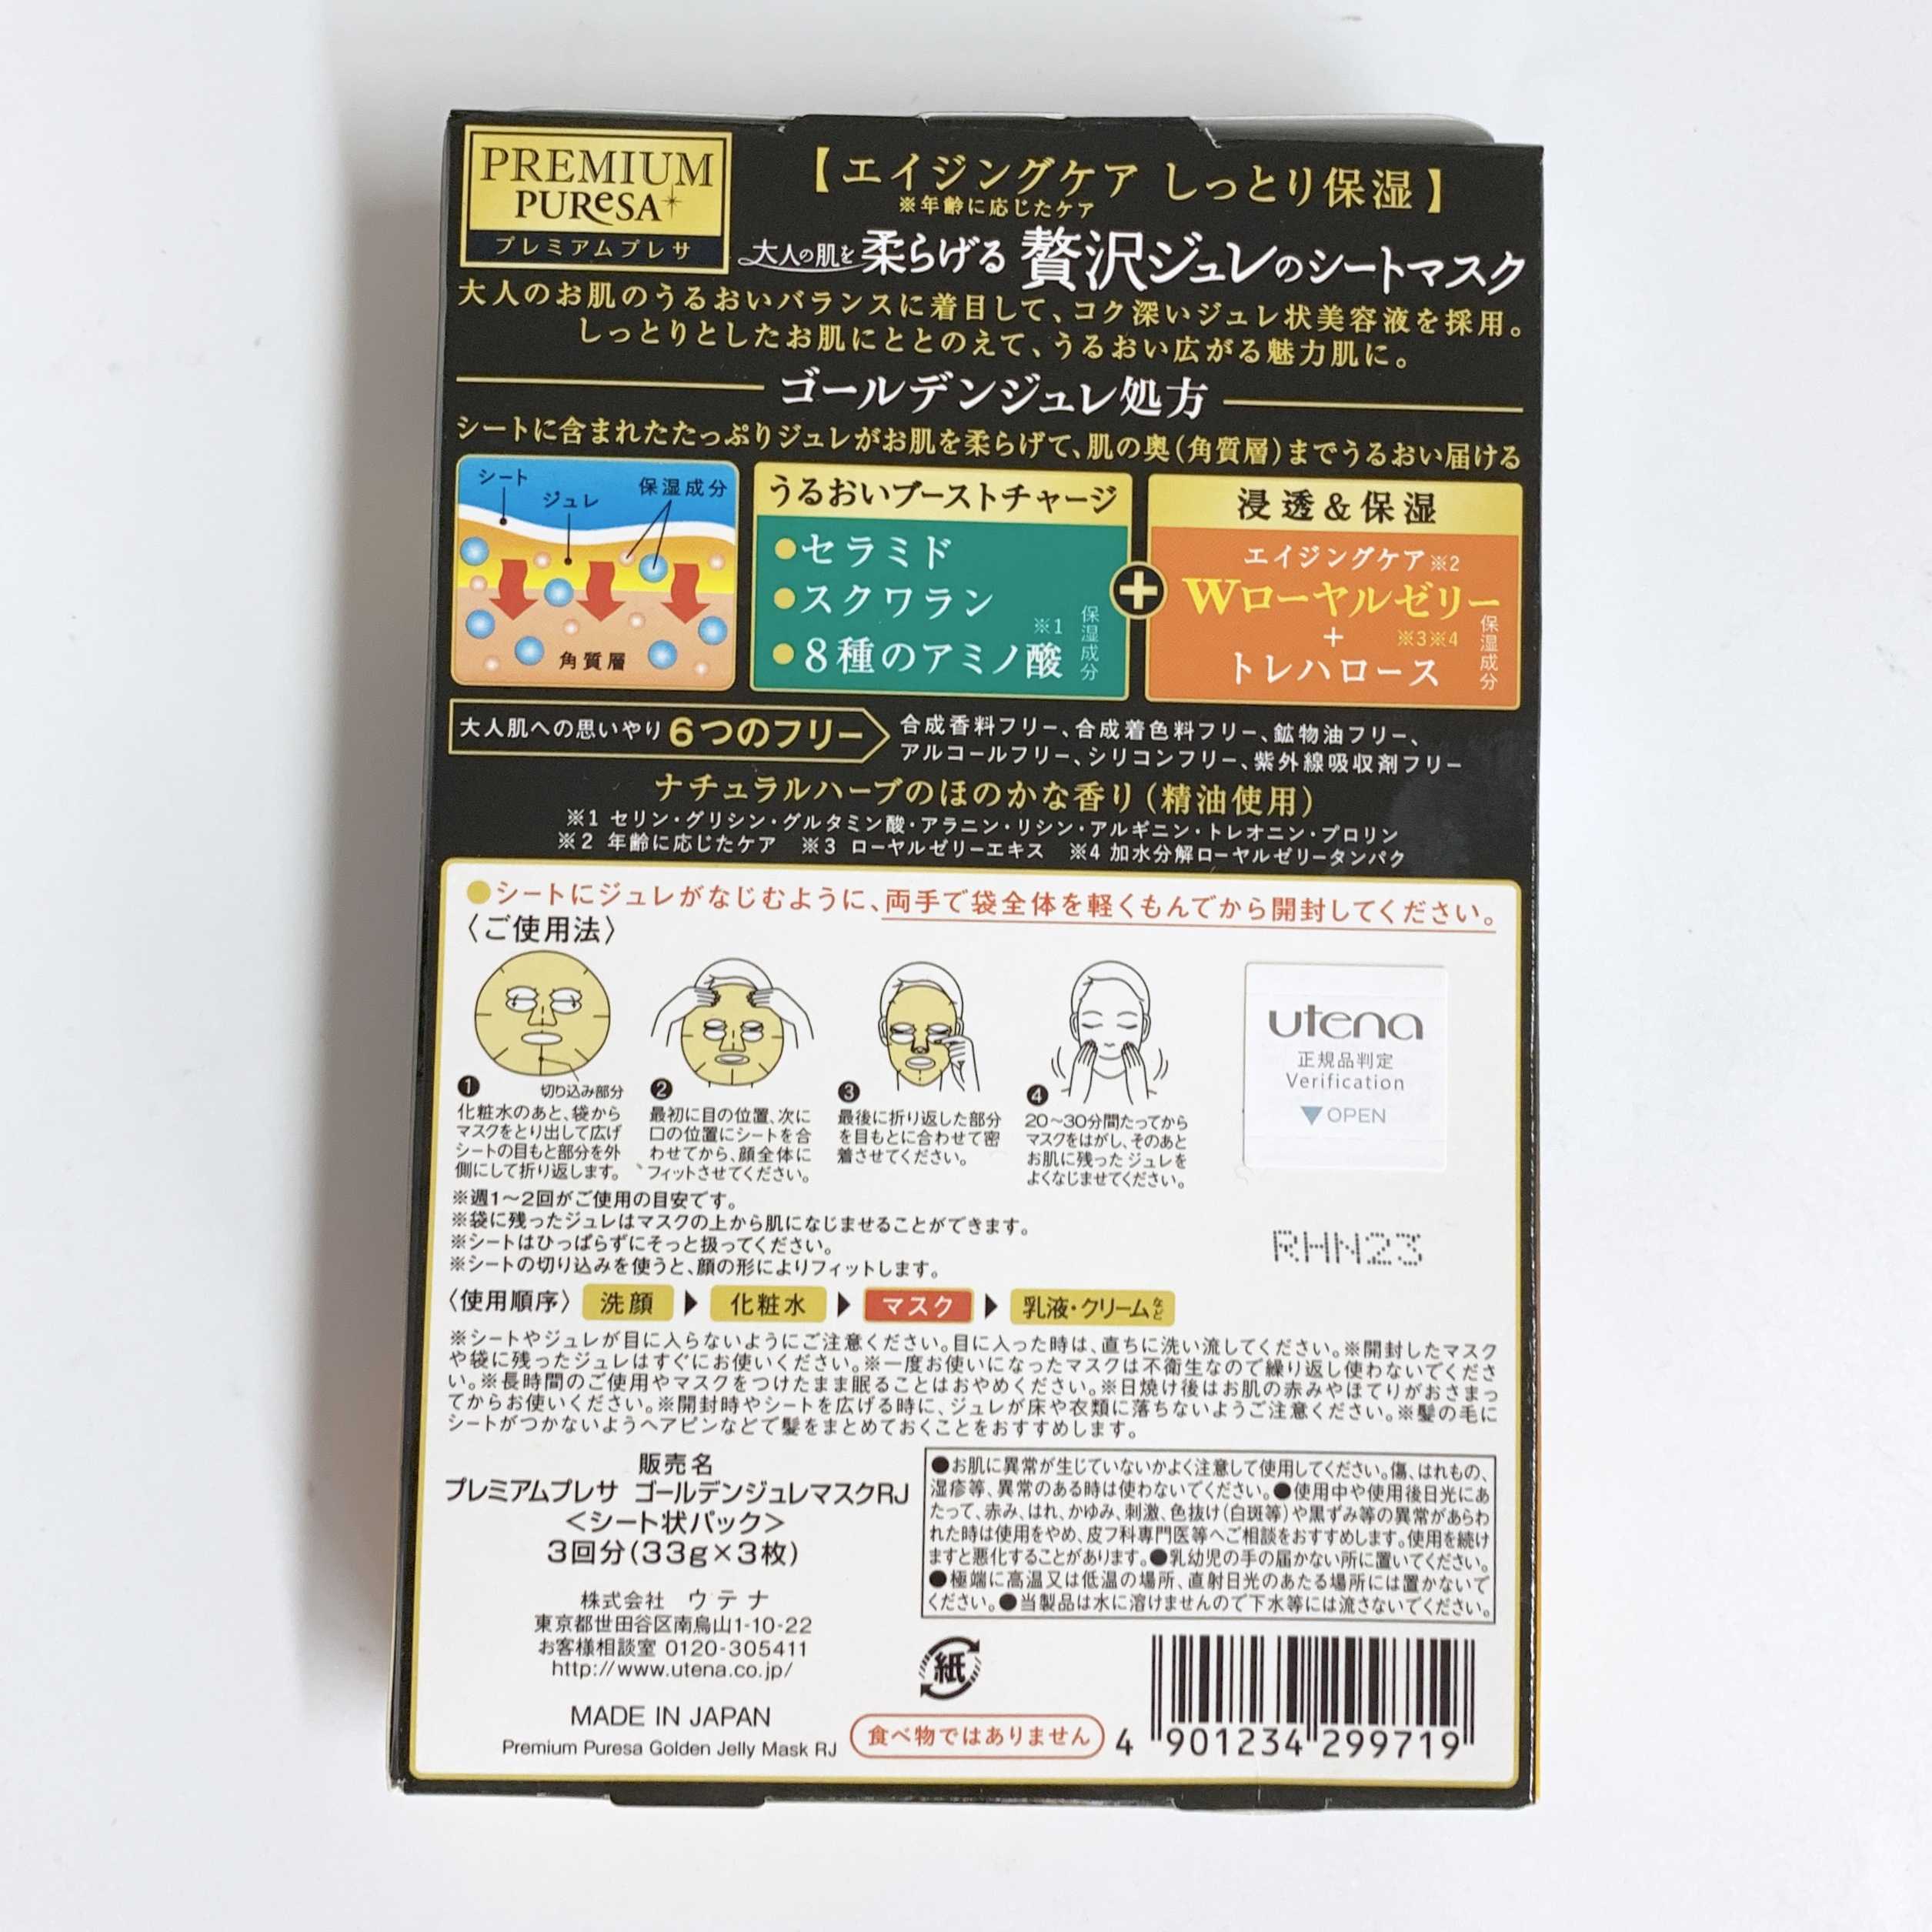 PREMIUM
PUReSA
プレミアムプレサ
【エイジングケア しっとり保湿】
※年齢に応じたケア
大人の肌を柔らげる 贅沢ジュレのシートマスク
大人のお肌のうるおいバランスに着目して、コク深いジュレ状美容液を採用。
しっとりとしたお肌にととのえて、うるおい広がる魅力肌に。
ゴールデンジュレ処方
シートに含まれたたっぷりジュレがお肌を柔らげて、肌の奥(角質層)までうるおい届ける
シート
ジュレ
保湿成分
角質層
うるおいブーストチャージ
●セラミド
●スクワラン
●8種のアミノ酸 ※1
保湿成分
+
浸透&保湿
エイジングケア※2
Wローヤルゼリー
+ ※3※4
トレハロース
保湿成分
大人肌への思いやり 6つのフリー
合成香料フリー、合成着色料フリー、鉱物油フリー、
アルコールフリー、シリコンフリー、紫外線吸収剤フリー
ナチュラルハーブのほのかな香り(精油使用)
※1 セリン・グリシン・グルタミン酸・アラニン・リシン・アルギニン・トレオニン・プロリン
※2 年齢に応じたケア ※3 ローヤルゼリーエキス ※4 加水分解ローヤルゼリータンパク
●シートにジュレがなじむように、両手で袋全体を軽くもんでから開封してください。
〈ご使用法〉
切り込み部分
❶
化粧水のあと、袋から
マスクをとり出して広げ
シートの目もと部分を外
側にして折り返します。
❷
最初に目の位置、次に
口の位置にシートを合
わせてから、顔全体に
フィットさせてください。
❸
最後に折り返した部分
を目もとに合わせて密
着させてください。
❹
20〜30分間たってから
マスクをはがし、そのあと
お肌に残ったジュレを
よくなじませてください。
utena
正規品判定
Verification
▼OPEN
RHN23
※週1〜2回がご使用の目安です。
※袋に残ったジュレはマスクの上から肌になじませることができます。
※シートはひっぱらずにそっと扱ってください。
※シートの切り込みを使うと、顔の形によりフィットします。
〈使用順序〉 洗顔 ▶ 化粧水 ▶ マスク ▶ 乳液・クリームなど
※シートやジュレが目に入らないようにご注意ください。目に入った時は、直ちに洗い流してください。※開封したマスク
や袋に残ったジュレはすぐにお使いください。※一度お使いになったマスクは不衛生なので繰り返し使わないでくださ
い。※長時間のご使用やマスクをつけたまま眠ることはおやめください。※日焼け後はお肌の赤みやほてりがおさまっ
てからお使いください。※開封時やシートを広げる時に、ジュレが床や衣類に落ちないようご注意ください。※髪の毛に
シートがつかないようヘアピンなどで髪をまとめておくことをおすすめします。
販売名
プレミアムプレサ ゴールデンジュレマスクRJ
＜シート状パック＞
3回分(33g×3枚)
株式会社 ウテナ
東京都世田谷区南烏山1-10-22
お客様相談室 0120-305411
http://www.utena.co.jp/
MADE IN JAPAN
Premium Puresa Golden Jelly Mask RJ
●お肌に異常が生じていないかよく注意して使用してください。傷、はれもの、
湿疹等、異常のある時は使わないでください。●使用中や使用後日光にあ
たって、赤み、はれ、かゆみ、刺激、色抜け(白斑等)や黒ずみ等の異常があらわ
れた時は使用をやめ、皮フ科専門医等へご相談をおすすめします。使用を続け
ますと悪化することがあります。●乳幼児の手の届かない所に置いてください。
●極端に高温又は低温の場所、直射日光のあたる場所には置かないで
ください。●当製品は水に溶けませんので下水等には流さないでください。
紙
食べ物ではありません
4 901234 299719